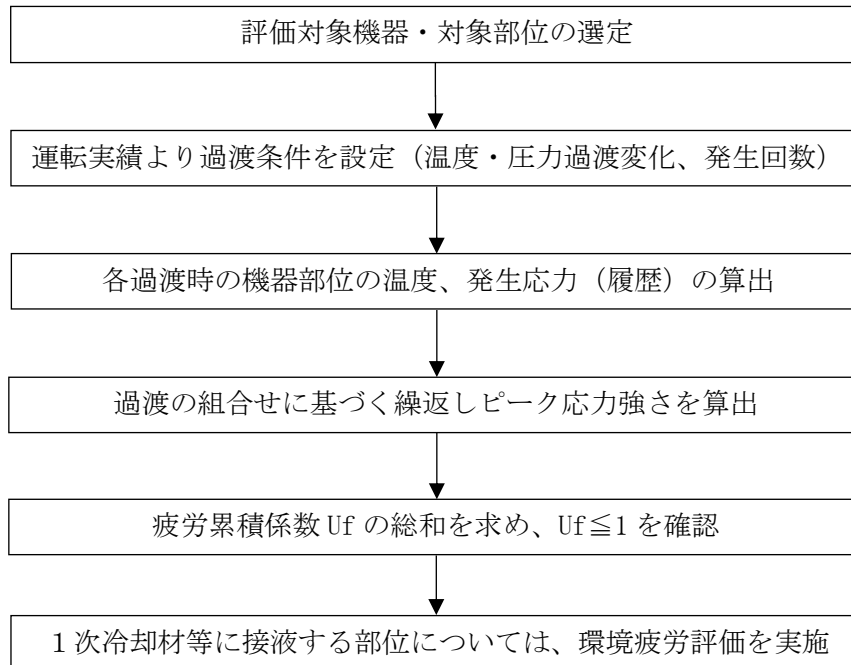 評価対象機器・対象部位の選定
運転実績より過渡条件を設定（温度・圧力過渡変化、発生回数）
各過渡時の機器部位の温度、発生応力（履歴）の算出
過渡の組合せに基づく繰返しピーク応力強さを算出
疲労累積係数 Uf の総和を求め、Uf≦1 を確認
１次冷却材等に接液する部位については、環境疲労評価を実施